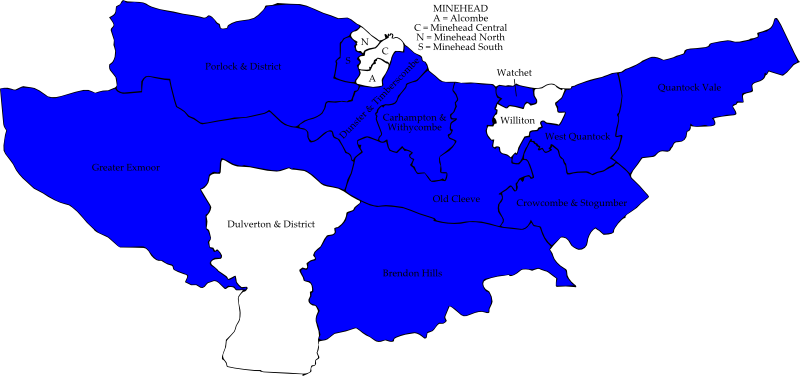 MINEHEAD
A = Alcombe
C = Minehead Central
N = Minehead North
S = Minehead South
N
C
S
A
Porlock & District
Dunster & Timberscombe
Watchet
Quantock Vale
Carhampton &
Withycombe
Williton
West Quantock
Greater Exmoor
Old Cleeve
Crowcombe & Stogumber
Dulverton & District
Brendon Hills